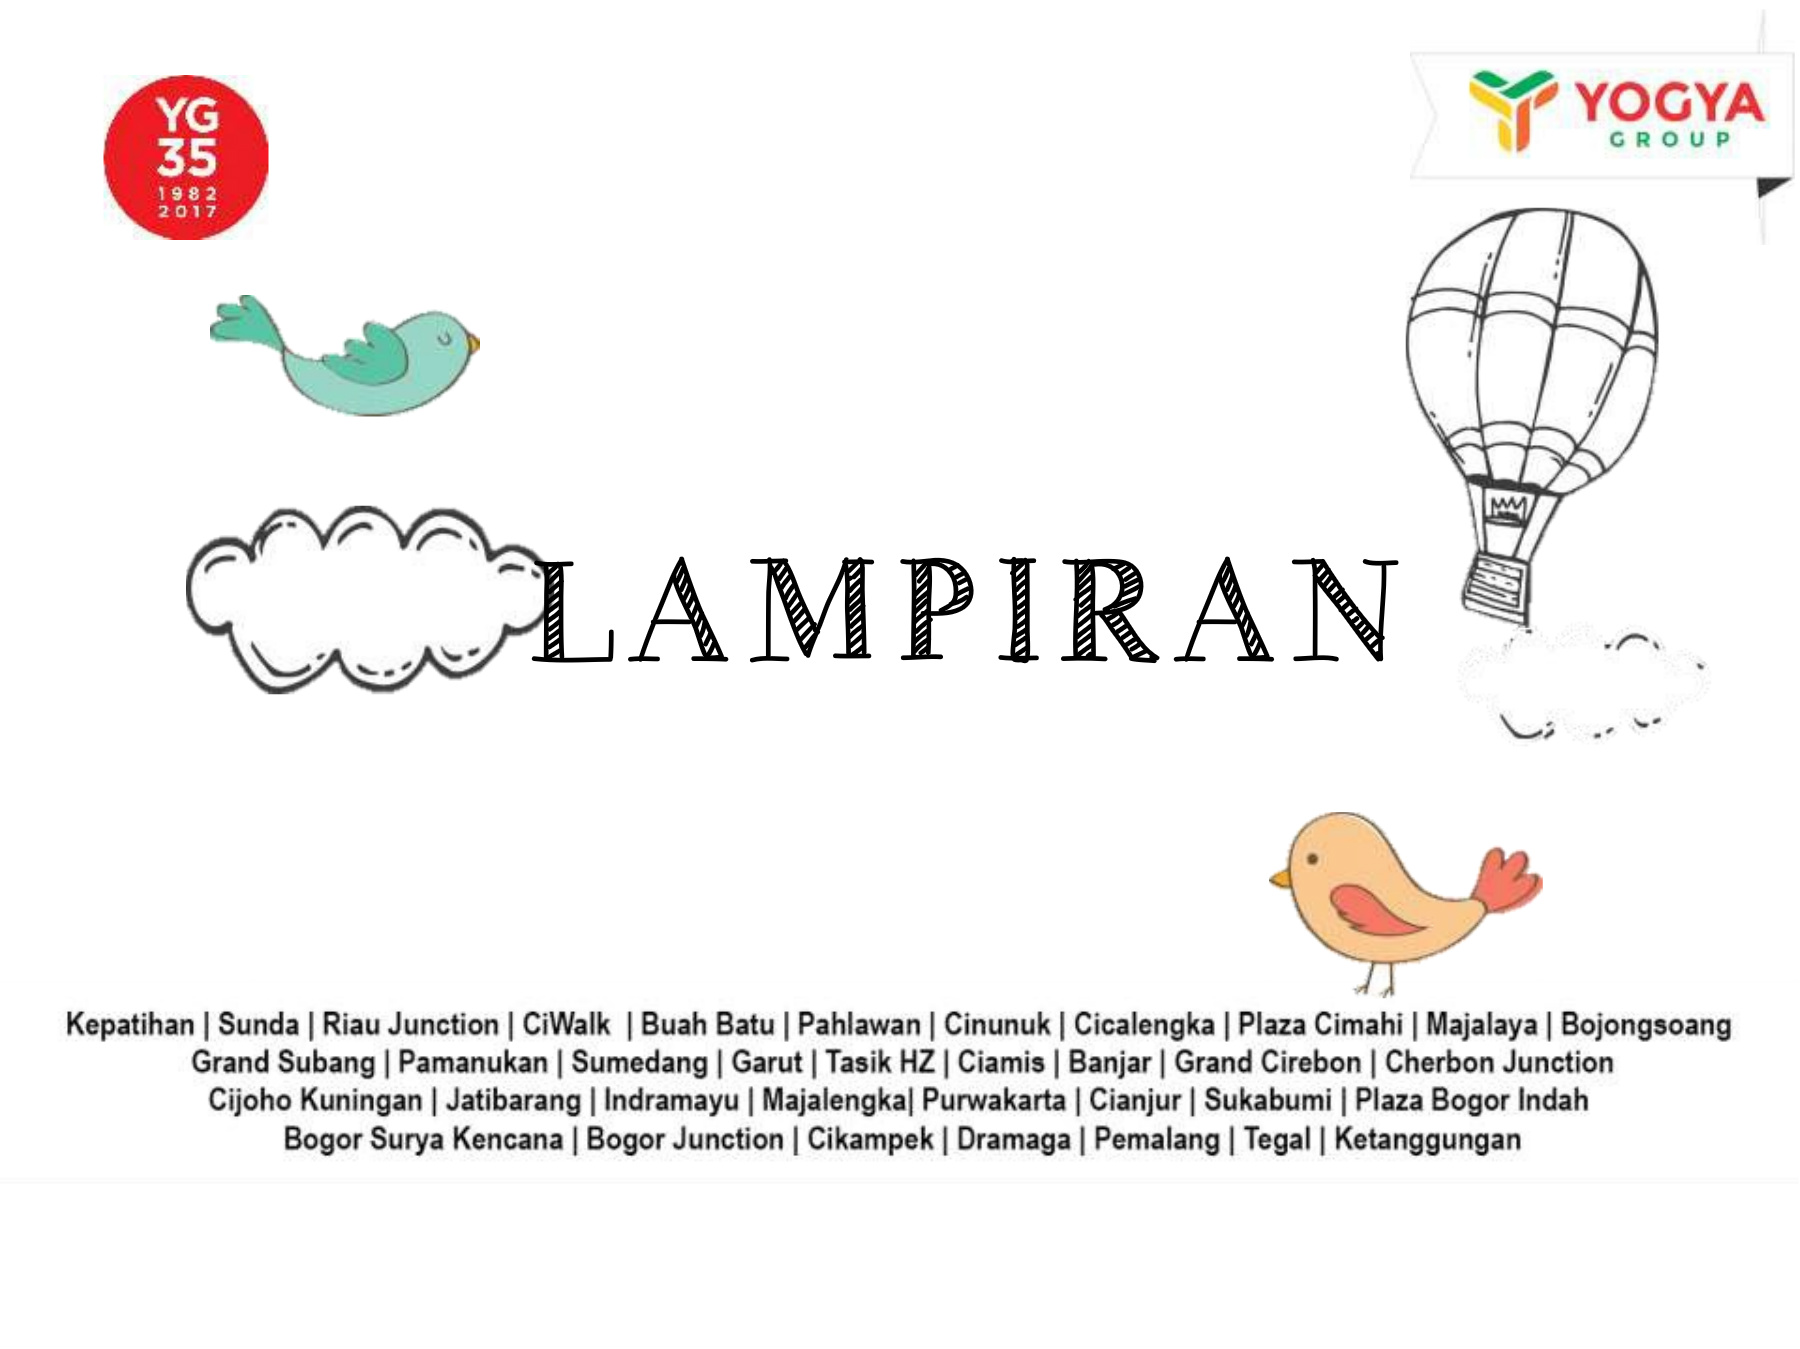 YG
35
1982
2017
YOGYA
GROUP
LAMPIRAN
Kepatihan | Sunda | Riau Junction | CiWalk | Buah Batu | Pahlawan | Cinunuk | Cicalengka | Plaza Cimahi | Majalaya | Bojongsoang
Grand Subang | Pamanukan | Sumedang | Garut | Tasik HZ | Ciamis | Banjar | Grand Cirebon | Cherbon Junction
Cijoho Kuningan | Jatibarang | Indramayu | Majalengka| Purwakarta | Cianjur | Sukabumi | Plaza Bogor Indah
Bogor Surya Kencana | Bogor Junction | Cikampek | Dramaga | Pemalang | Tegal | Ketanggungan